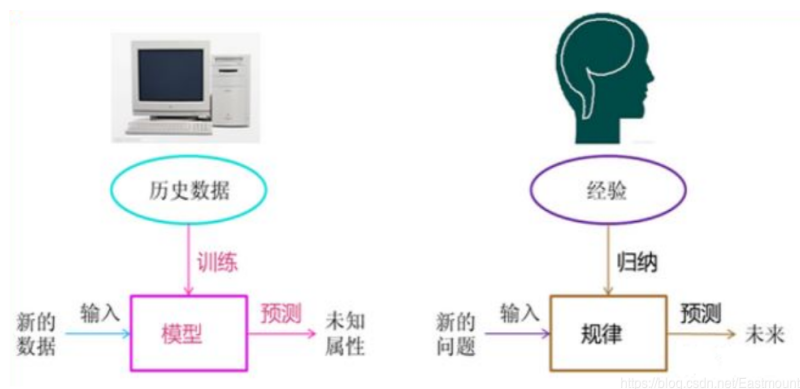 历史数据
训练
新的
数据
输入
模型
预测
未知
属性
经验
归纳
新的
问题
输入
规律
预测
未来
https://blog.csdn.net/Eastmount